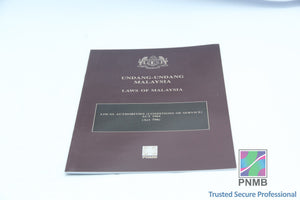 UNDANG-UNDANG
MALAYSIA
LAWS OF MALAYSIA
LOCAL AUTHORITIES (CONDITIONS OF SERVICE)
ACT 1964
PNMB
Trusted Secure Professional